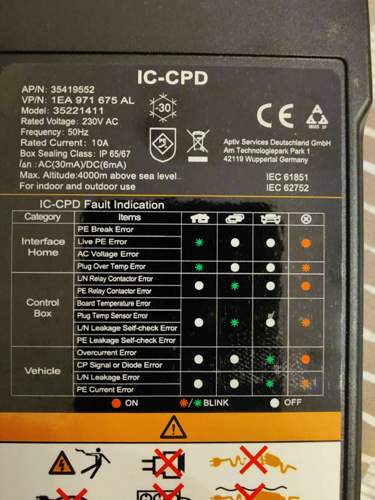 IC-CPD
AP/N: 35419552
VP/N: 1EA 971 675 AL
Model: 35221411
Rated Voltage: 230V AC
Frequency: 50Hz
Rated Current: 10A
Box Sealing Class: IP 65/67
I∆n : AC(30mA)/DC(6mA)
Max. Altitude:4000m above sea level
For indoor and outdoor use
-30
CE
Aptiv Services Deutschland GmbH
Am Technologiepark Park 1
42119 Wuppertal Germany
IEC 61851
IEC 62752
IC-CPD Fault Indication
Category Items
Interface Home
PE Break Error
Live PE Error
AC Voltage Error
Plug Over Temp Error
Control Box
L/N Relay Contactor Error
PE Relay Contactor Error
Board Temperature Error
Plug Temp Sensor Error
L/N Leakage Self-check Error
PE Leakage Self-check Error
Vehicle
Overcurrent Error
CP Signal or Diode Error
L/N Leakage Error
PE Current Error
ON / BLINK OFF